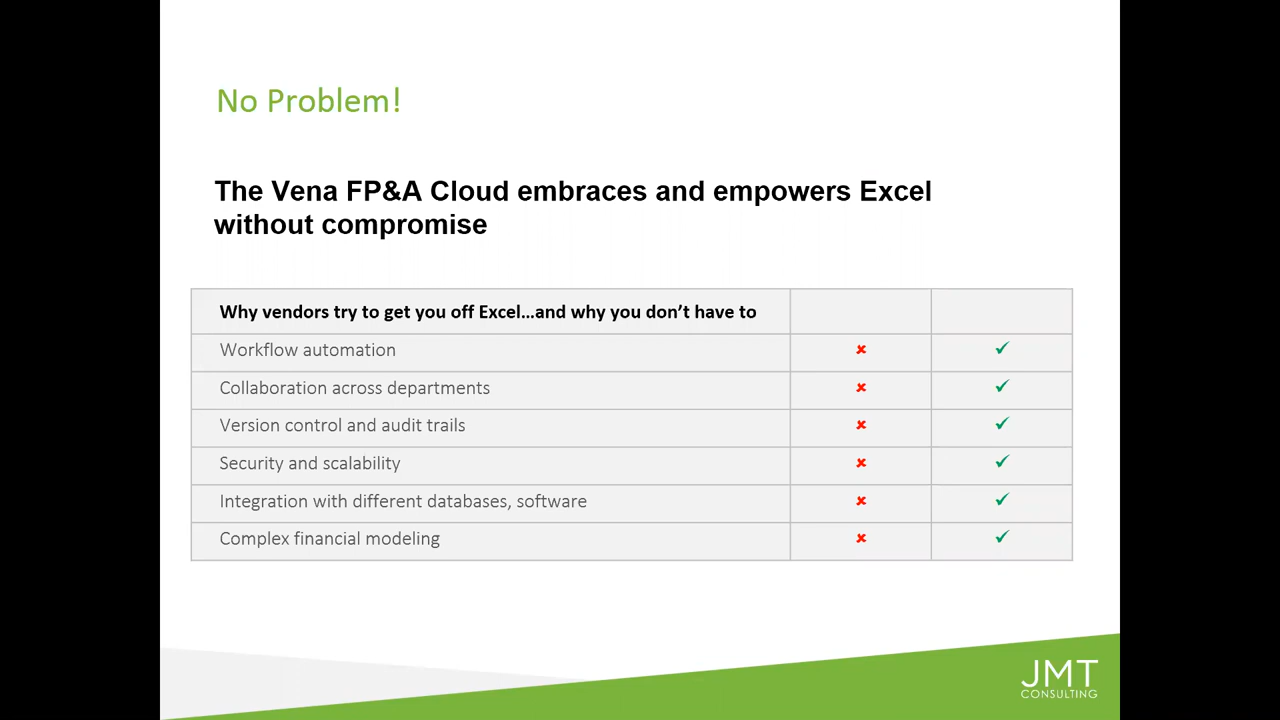 No Problem!
The Vena FP&A Cloud embraces and empowers Excel
without compromise
Why vendors try to get you off Excel…and why you don’t have to
Workflow automation ✘ ✓
Collaboration across departments ✘ ✓
Version control and audit trails ✘ ✓
Security and scalability ✘ ✓
Integration with different databases, software ✘ ✓
Complex financial modeling ✘ ✓
JMT
CONSULTING